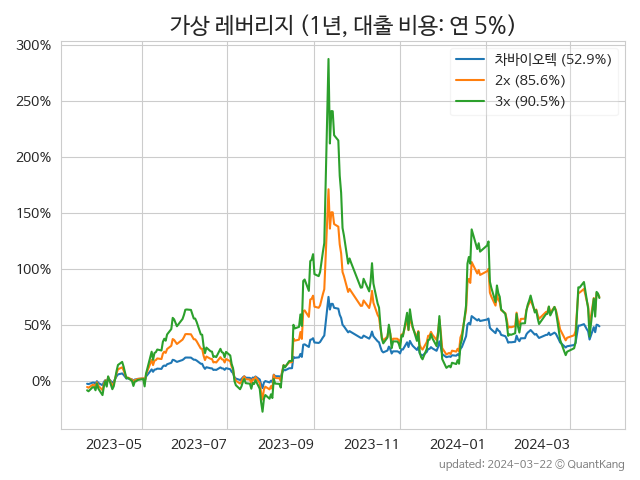 가상 레버리지 (1년, 대출 비용: 연 5%)
300%
250%
200%
150%
100%
50%
0%
차바이오텍 (52.9%)
2x (85.6%)
3x (90.5%)
2023-05 2023-07 2023-09 2023-11 2024-01 2024-03
updated: 2024-03-22 © QuantKang